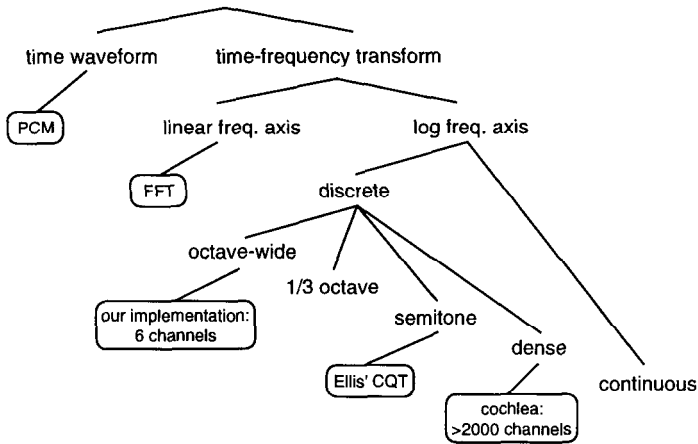 time waveform
time-frequency transform
PCM
linear freq. axis
log freq. axis
FFT
discrete
octave-wide
1/3 octave
our implementation:
6 channels
semitone
dense
Ellis' CQT
continuous
cochlea:
>2000 channels